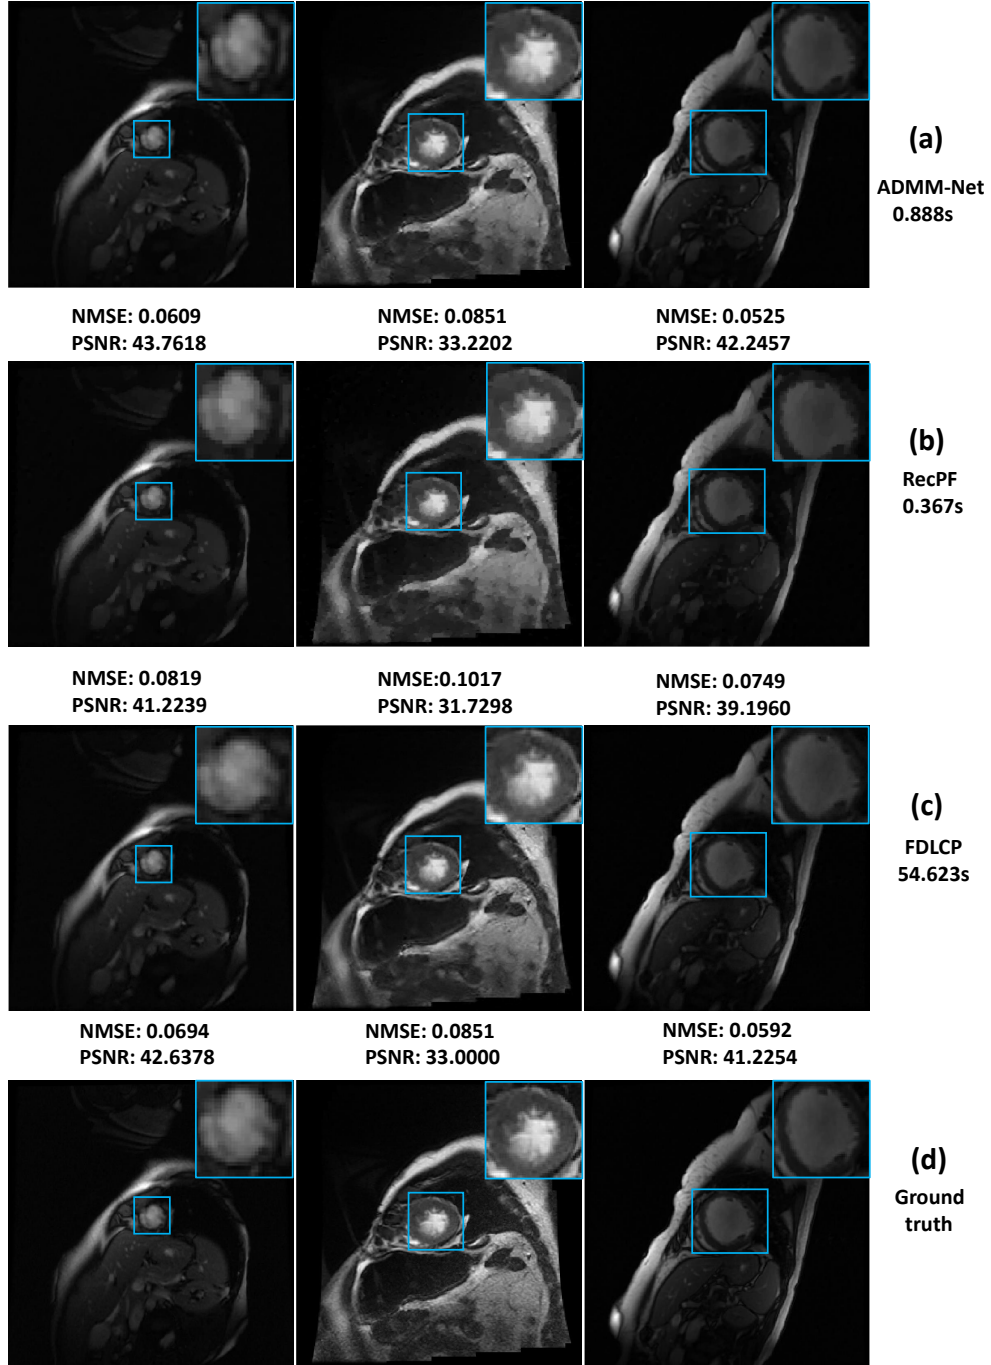 (a)
ADMM-Net
0.888s
NMSE: 0.0609
PSNR: 43.7618
NMSE: 0.0851
PSNR: 33.2202
NMSE: 0.0525
PSNR: 42.2457
(b)
RecPF
0.367s
NMSE: 0.0819
PSNR: 41.2239
NMSE:0.1017
PSNR: 31.7298
NMSE: 0.0749
PSNR: 39.1960
(c)
FDLCP
54.623s
NMSE: 0.0694
PSNR: 42.6378
NMSE: 0.0851
PSNR: 33.0000
NMSE: 0.0592
PSNR: 41.2254
(d)
Ground
truth